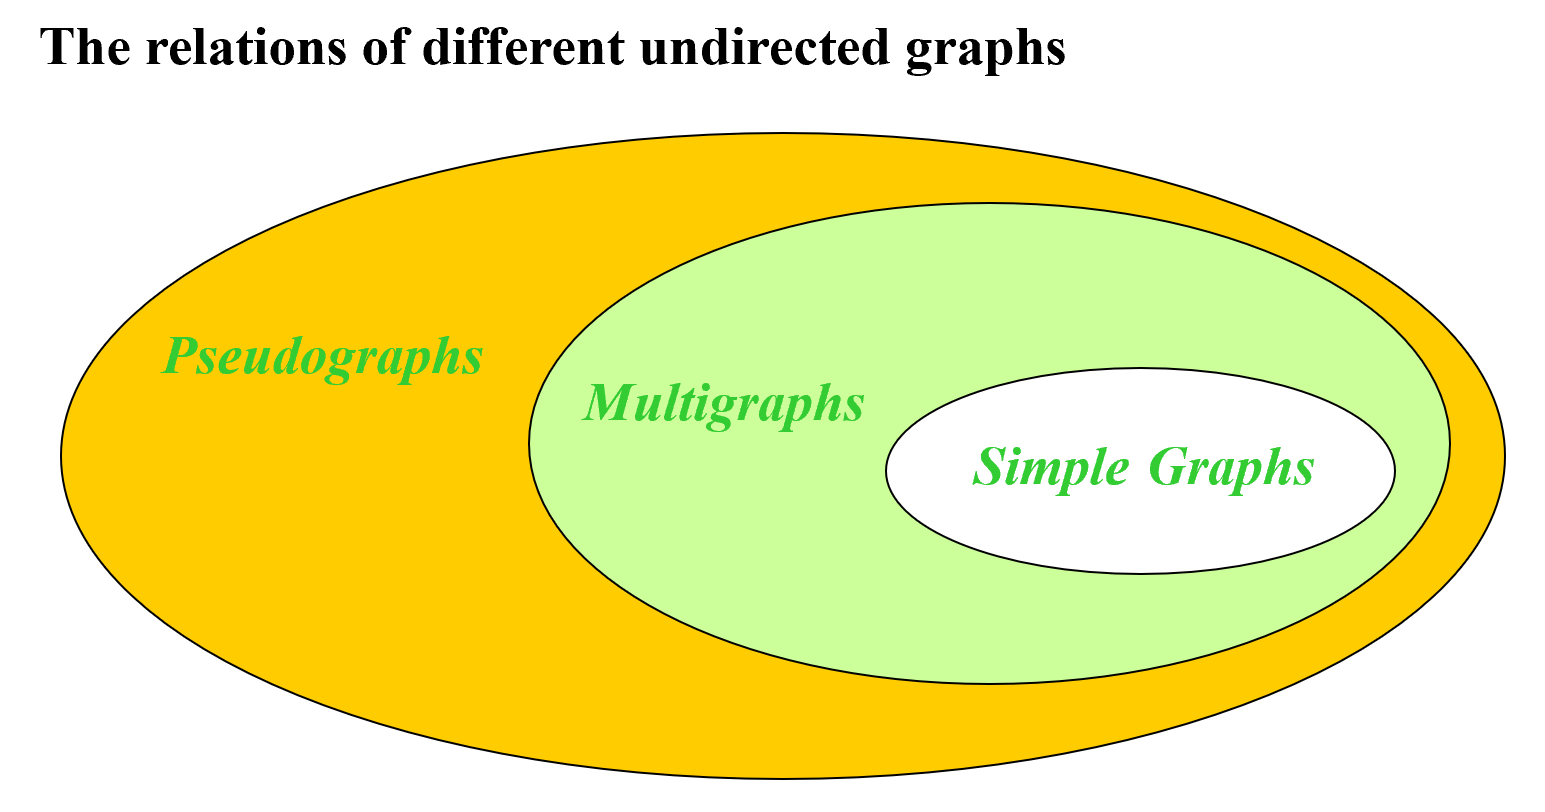 The relations of different undirected graphs
Pseudographs
Multigraphs
Simple Graphs